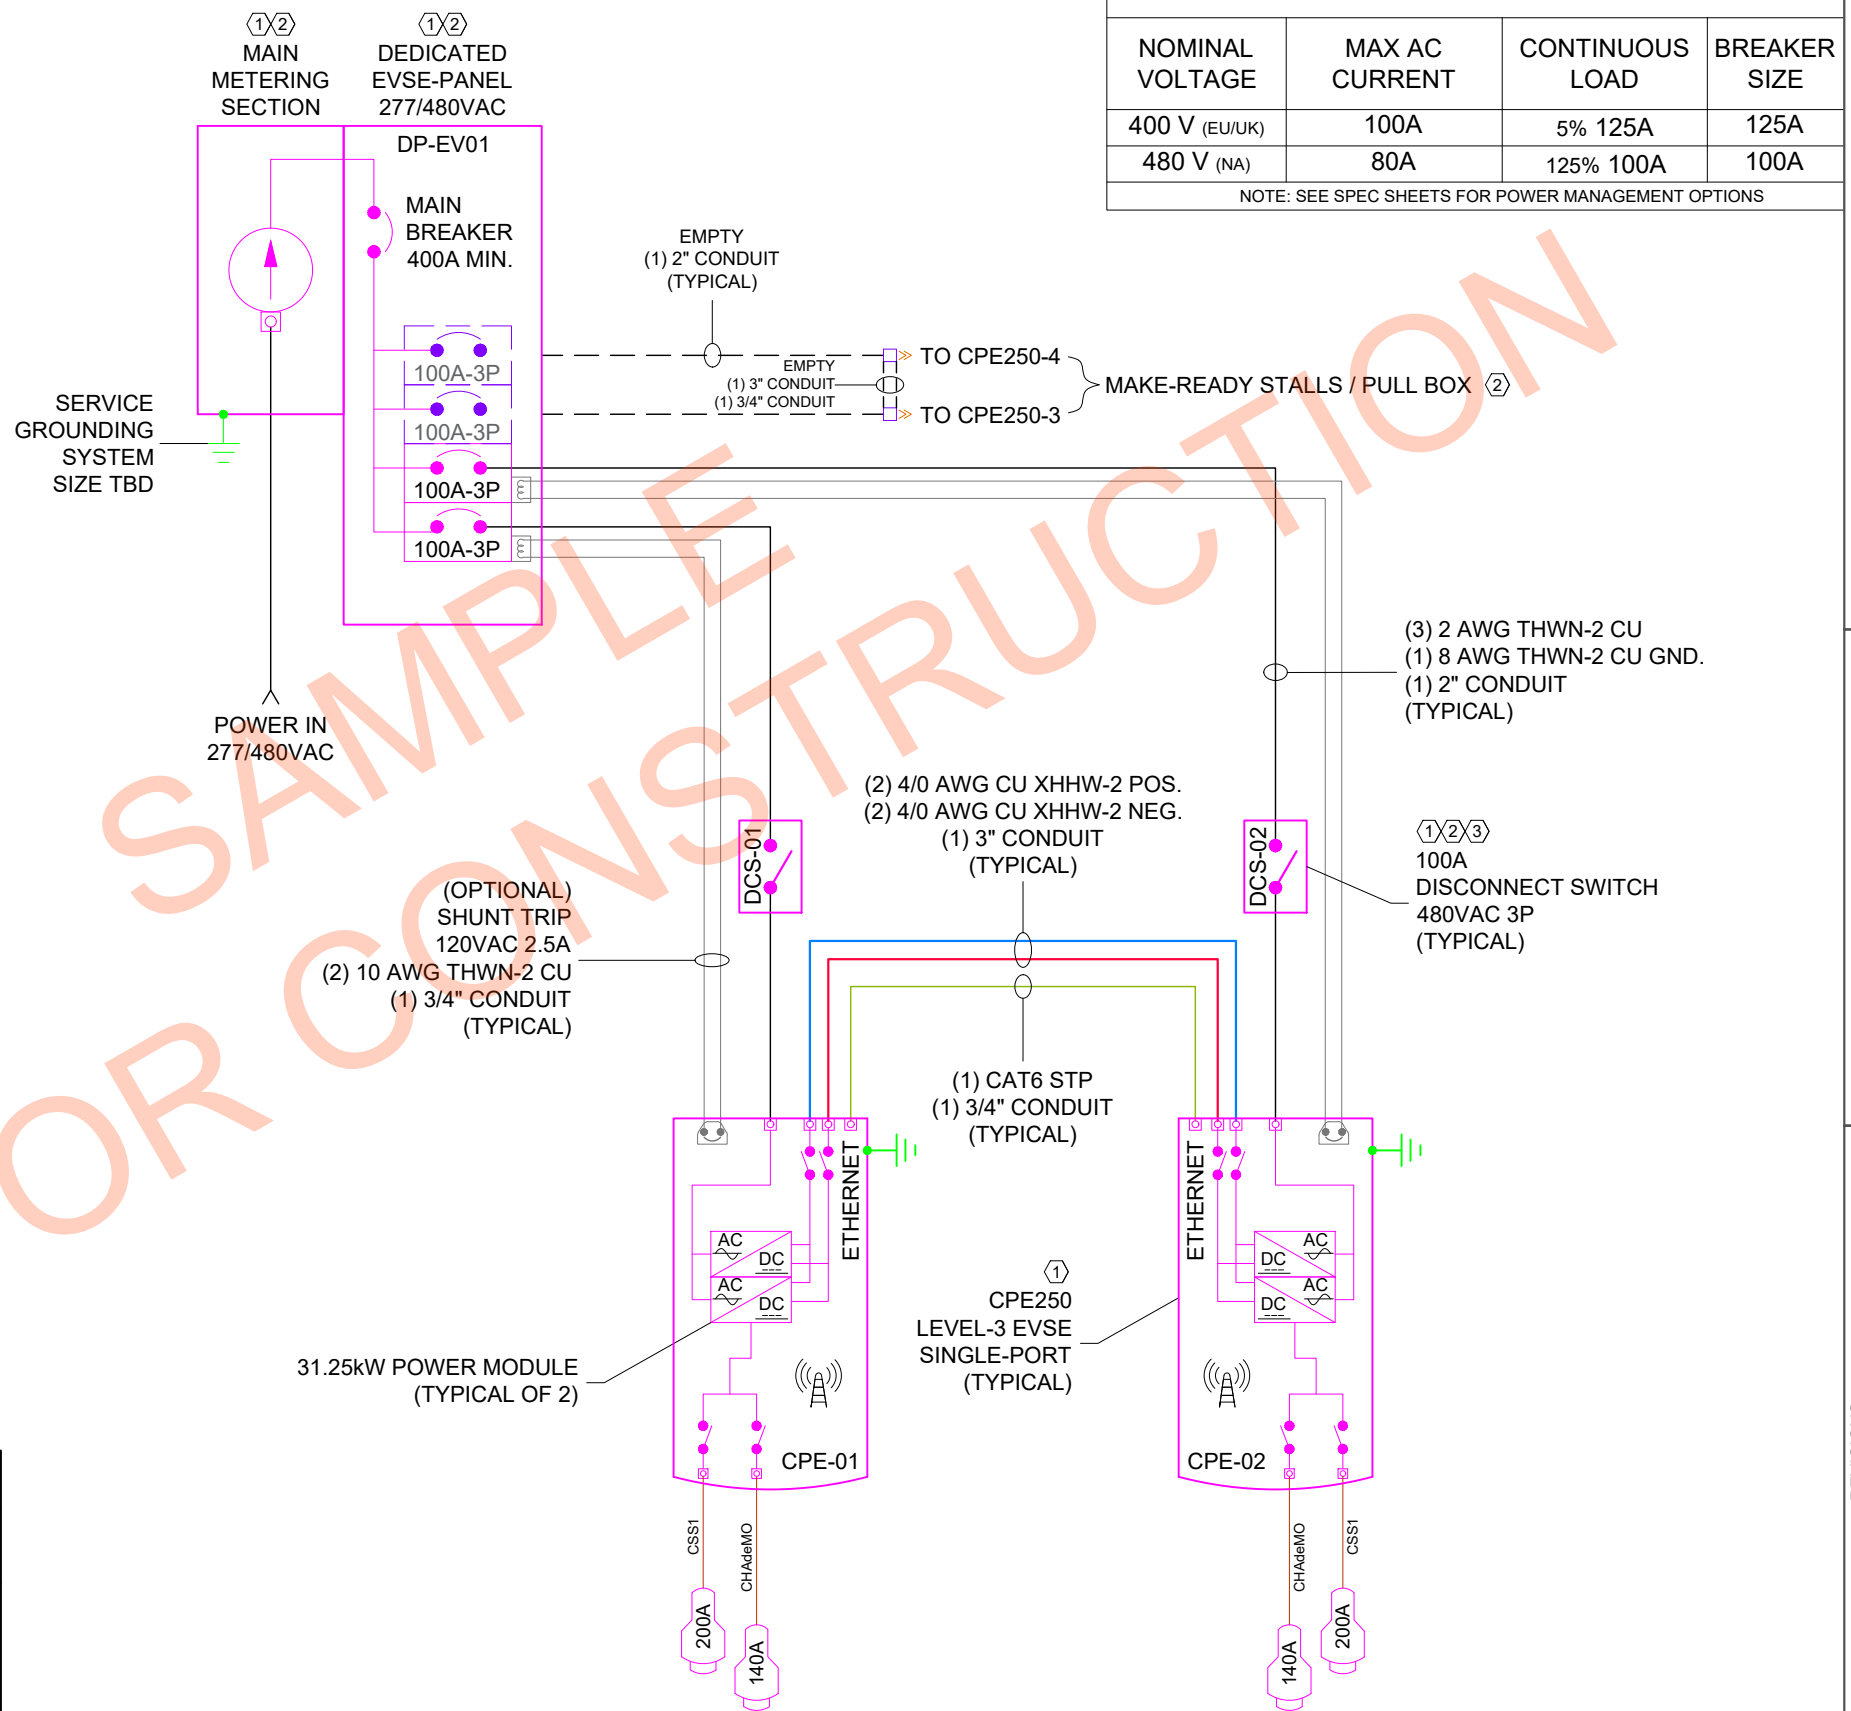 1 2
MAIN
METERING
SECTION
1 2
DEDICATED
EVSE-PANEL
277/480VAC
DP-EV01
MAIN
BREAKER
400A MIN.
NOMINAL VOLTAGE
MAX AC CURRENT
CONTINUOUS LOAD
BREAKER SIZE
400 V (EU/UK) 100A 5% 125A 125A
480 V (NA) 80A 125% 100A 100A
NOTE: SEE SPEC SHEETS FOR POWER MANAGEMENT OPTIONS
EMPTY
(1) 2" CONDUIT
(TYPICAL)
100A-3P
100A-3P
100A-3P
100A-3P
EMPTY
(1) 3" CONDUIT
(1) 3/4" CONDUIT
TO CPE250-4
TO CPE250-3
MAKE-READY STALLS / PULL BOX 2
SERVICE
GROUNDING
SYSTEM
SIZE TBD
POWER IN
277/480VAC
(3) 2 AWG THWN-2 CU
(1) 8 AWG THWN-2 CU GND.
(1) 2" CONDUIT
(TYPICAL)
(2) 4/0 AWG CU XHHW-2 POS.
(2) 4/0 AWG CU XHHW-2 NEG.
(1) 3" CONDUIT
(TYPICAL)
DCS-01
DCS-02
1 2 3
100A
DISCONNECT SWITCH
480VAC 3P
(TYPICAL)
(OPTIONAL)
SHUNT TRIP
120VAC 2.5A
(2) 10 AWG THWN-2 CU
(1) 3/4" CONDUIT
(TYPICAL)
(1) CAT6 STP
(1) 3/4" CONDUIT
(TYPICAL)
ETHERNET
ETHERNET
AC
DC
AC
DC
AC
DC
AC
DC
1
CPE250
LEVEL-3 EVSE
SINGLE-PORT
(TYPICAL)
31.25kW POWER MODULE
(TYPICAL OF 2)
CPE-01
CPE-02
CSS1
CHAdeMO
CHAdeMO
CSS1
200A
140A
140A
200A
SAMPLE
OR CONSTRUCTION